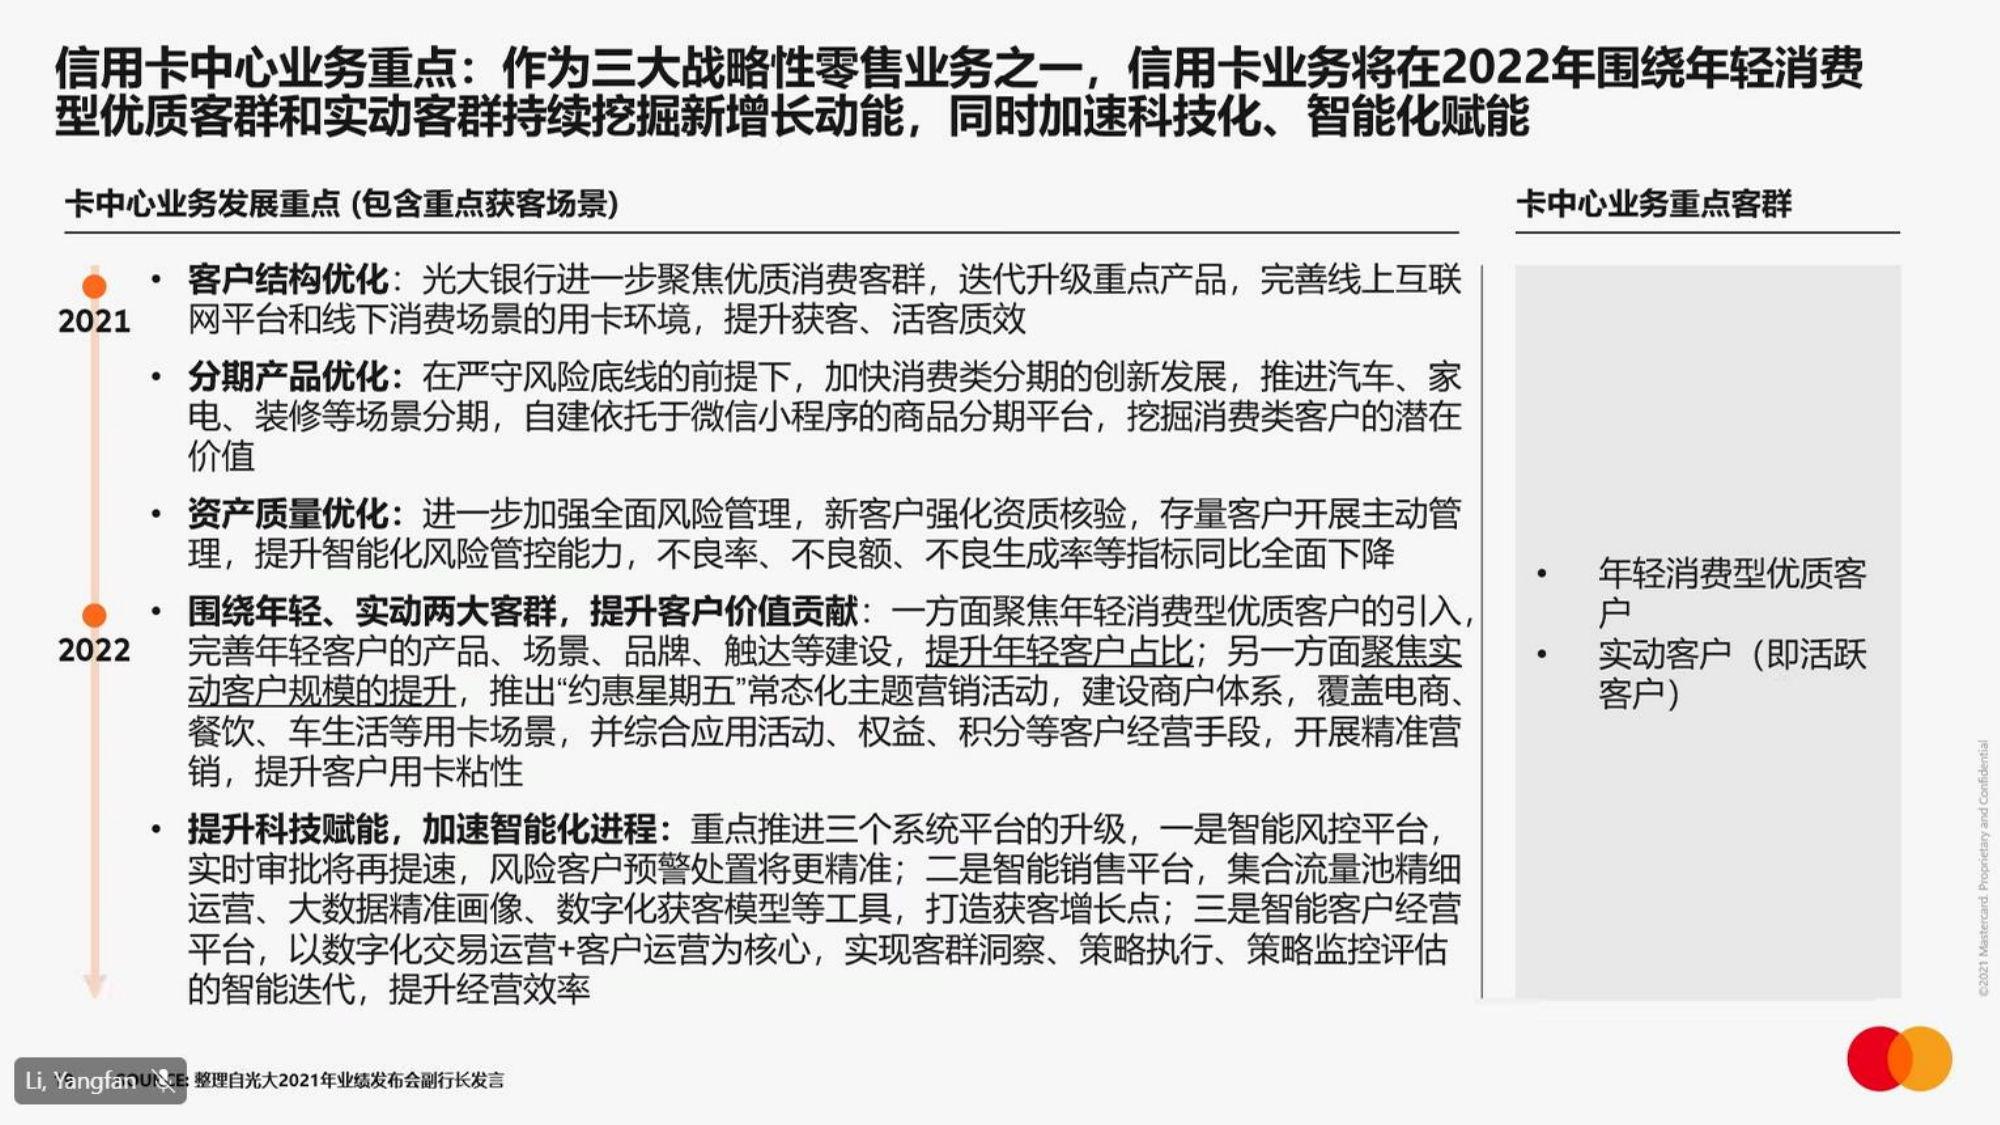 信用卡中心业务重点：作为三大战略性零售业务之一，信用卡业务将在2022年围绕年轻消费
型优质客群和实动客群持续挖掘新增长动能，同时加速科技化、智能化赋能
卡中心业务发展重点 (包含重点获客场景)
2021
• 客户结构优化：光大银行进一步聚焦优质消费客群，迭代升级重点产品，完善线上互联
网平台和线下消费场景的用卡环境，提升获客、活客质效
• 分期产品优化：在严守风险底线的前提下，加快消费类分期的创新发展，推进汽车、家
电、装修等场景分期，自建依托于微信小程序的商品分期平台，挖掘消费类客户的潜在
价值
• 资产质量优化：进一步加强全面风险管理，新客户强化资质核验，存量客户开展主动管
理，提升智能化风险管控能力，不良率、不良额、不良生成率等指标同比全面下降
2022
• 围绕年轻、实动两大客群，提升客户价值贡献：一方面聚焦年轻消费型优质客户的引入，
完善年轻客户的产品、场景、品牌、触达等建设，提升年轻客户占比；另一方面聚焦实
动客户规模的提升，推出“约惠星期五”常态化主题营销活动，建设商户体系，覆盖电商、
餐饮、车生活等用卡场景，并综合应用活动、权益、积分等客户经营手段，开展精准营
销，提升客户用卡粘性
• 提升科技赋能，加速智能化进程：重点推进三个系统平台的升级，一是智能风控平台，
实时审批将再提速，风险客户预警处置将更精准；二是智能销售平台，集合流量池精细
运营、大数据精准画像、数字化获客模型等工具，打造获客增长点；三是智能客户经营
平台，以数字化交易运营+客户运营为核心，实现客群洞察、策略执行、策略监控评估
的智能迭代，提升经营效率
卡中心业务重点客群
• 年轻消费型优质客
户
• 实动客户（即活跃
客户）
©2021 Mastercard. Proprietary and Confidential
Li, Yangfan
SOURCE: 整理自光大2021年业绩发布会副行长发言